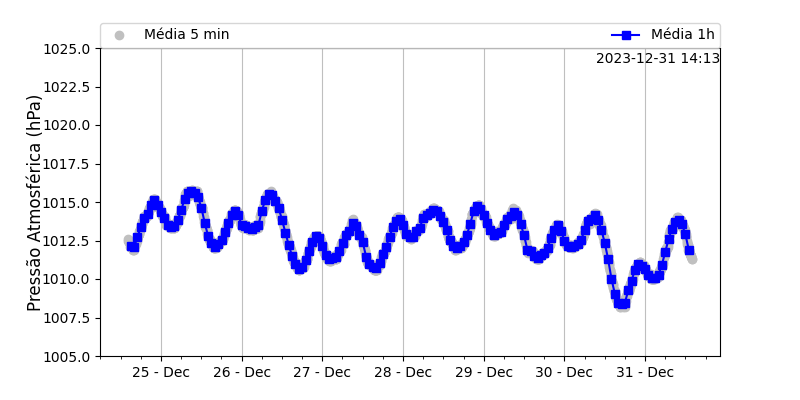 Média 5 min
Média 1h
2023-12-31 14:13
Pressão Atmosférica (hPa)
1025.0
1022.5
1020.0
1017.5
1015.0
1012.5
1010.0
1007.5
1005.0
25 - Dec
26 - Dec
27 - Dec
28 - Dec
29 - Dec
30 - Dec
31 - Dec